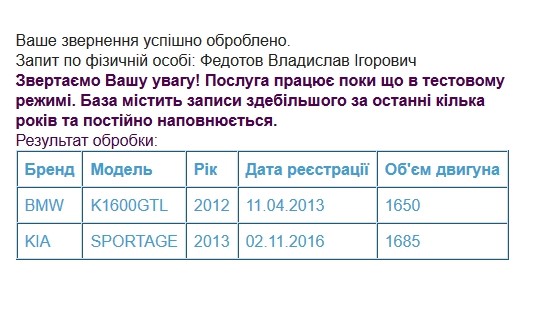 Ваше звернення успішно оброблено.
Запит по фізичній особі: Федотов Владислав Ігорович
Звертаємо Вашу увагу! Послуга працює поки що в тестовому
режимі. База містить записи здебільшого за останні кілька
років та постійно наповнюється.
Результат обробки:
Бренд Модель Рік Дата реєстрації Об'єм двигуна
BMW K1600GTL 2012 11.04.2013 1650
KIA SPORTAGE 2013 02.11.2016 1685